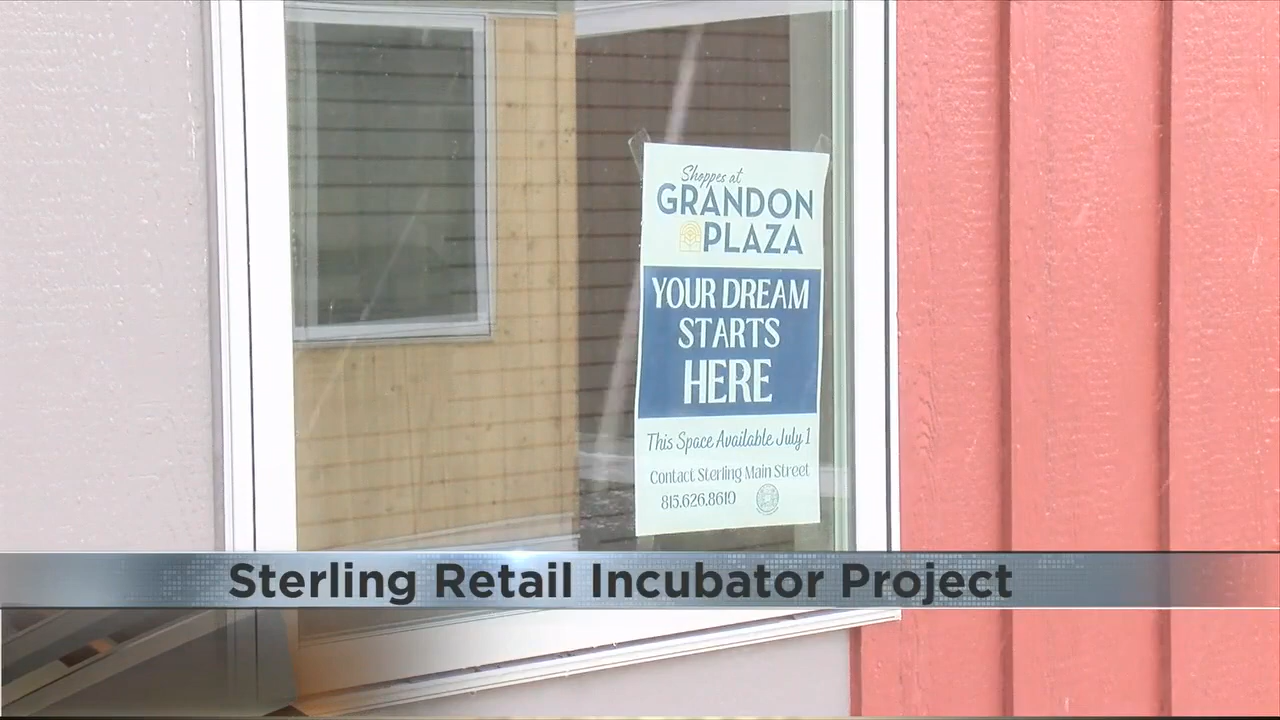 Shoppes at
GRANDON
PLAZA
YOUR DREAM
STARTS
HERE
This Space Available July 1
Contact Sterling Main Street
815.626.8610
Sterling Retail Incubator Project